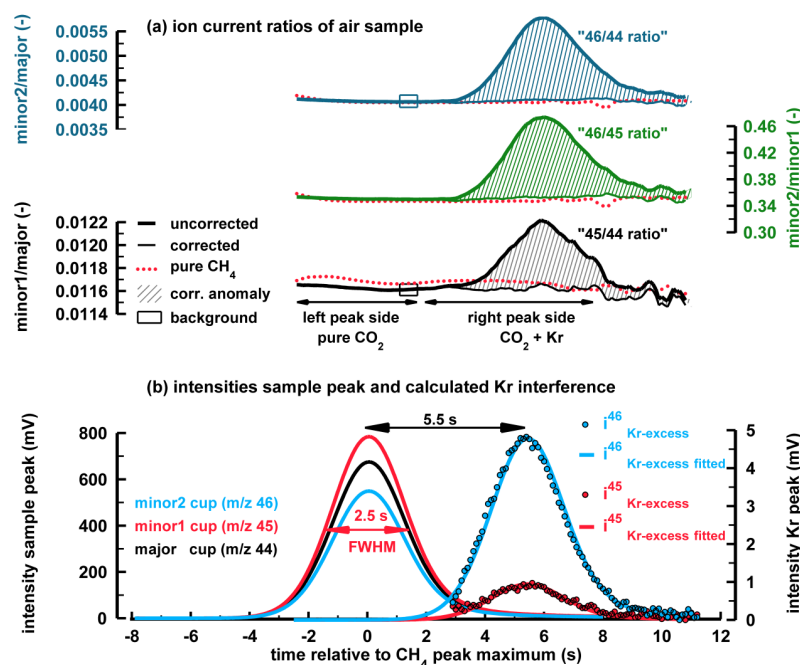 (a) ion current ratios of air sample
minor2/major (-)
0.0055
0.0050
0.0045
0.0040
0.0035
"46/44 ratio"
"46/45 ratio"
0.46
0.42
0.38
0.34
0.30
minor2/minor1 (-)
minor1/major (-)
0.0122
0.0120
0.0118
0.0116
0.0114
uncorrected
corrected
pure CH4
corr. anomaly
background
"45/44 ratio"
left peak side
pure CO2
right peak side
CO2 + Kr
(b) intensities sample peak and calculated Kr interference
intensity sample peak (mV)
800
600
400
200
0
5.5 s
minor2 cup (m/z 46)
minor1 cup (m/z 45)
major cup (m/z 44)
2.5 s
FWHM
i46 Kr-excess
i46 Kr-excess fitted
i45 Kr-excess
i45 Kr-excess fitted
5
4
3
2
1
0
intensity Kr peak (mV)
-8 -6 -4 -2 0 2 4 6 8 10 12
time relative to CH4 peak maximum (s)